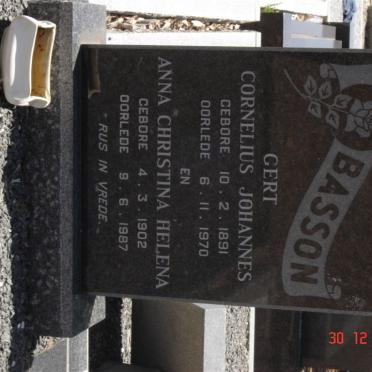 BASSON
GERT
CORNELIUS JOHANNES
GEBORE 10.2.1891
OORLEDE 6.11.1970
EN
ANNA CHRISTINA HELENA
GEBORE 4.3.1902
OORLEDE 9.6.1987
"RUS IN VREDE"
30 12